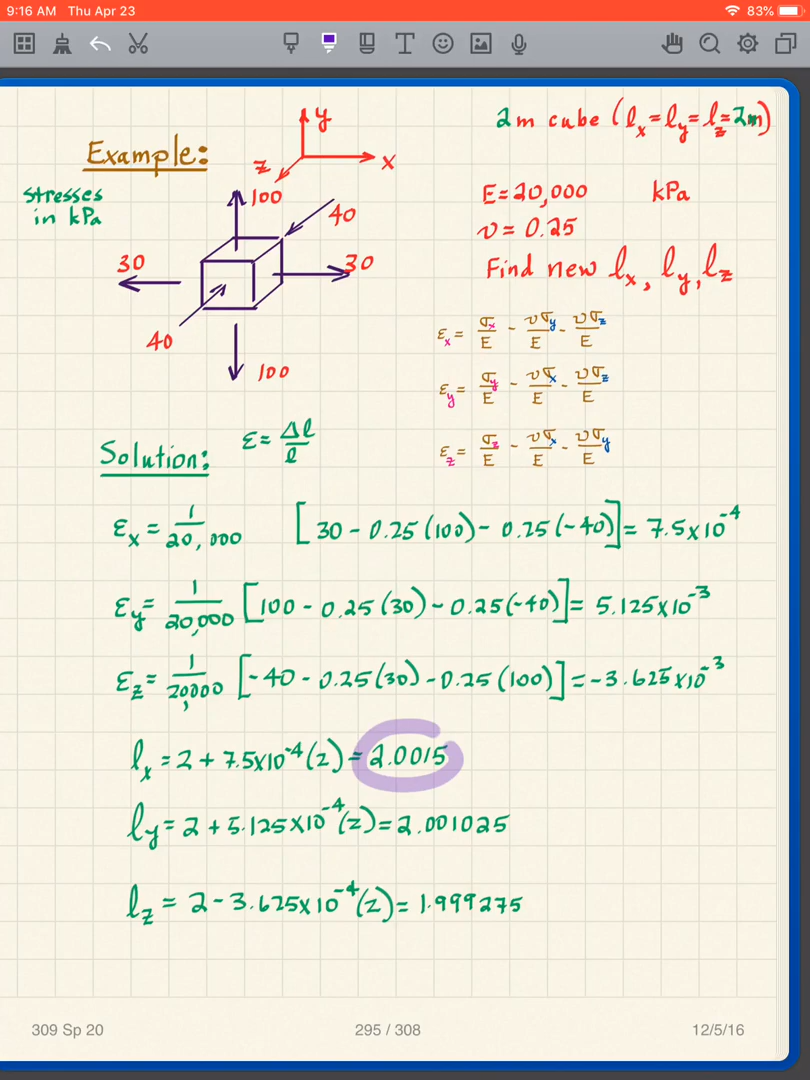 9:16 AM Thu Apr 23 83%
2m cube (lx = ly = lz = 2m)
Example:
y
x
z
stresses
in kPa
100
40
30
30
40
100
E = 20,000 kPa
ν = 0.25
Find new lx, ly, lz
εx = σx/E - νσy/E - νσz/E
εy = σy/E - νσx/E - νσz/E
εz = σz/E - νσx/E - νσy/E
Solution: ε = Δl/l
εx = 1/20,000 [30 - 0.25(100) - 0.25(-40)] = 7.5x10^-4
εy = 1/20,000 [100 - 0.25(30) - 0.25(-40)] = 5.125x10^-3
εz = 1/20,000 [-40 - 0.25(30) - 0.25(100)] = -3.625x10^-3
lx = 2 + 7.5x10^-4(2) = 2.0015
ly = 2 + 5.125x10^-4(2) = 2.001025
lz = 2 - 3.625x10^-4(2) = 1.999275
309 Sp 20
295 / 308
12/5/16